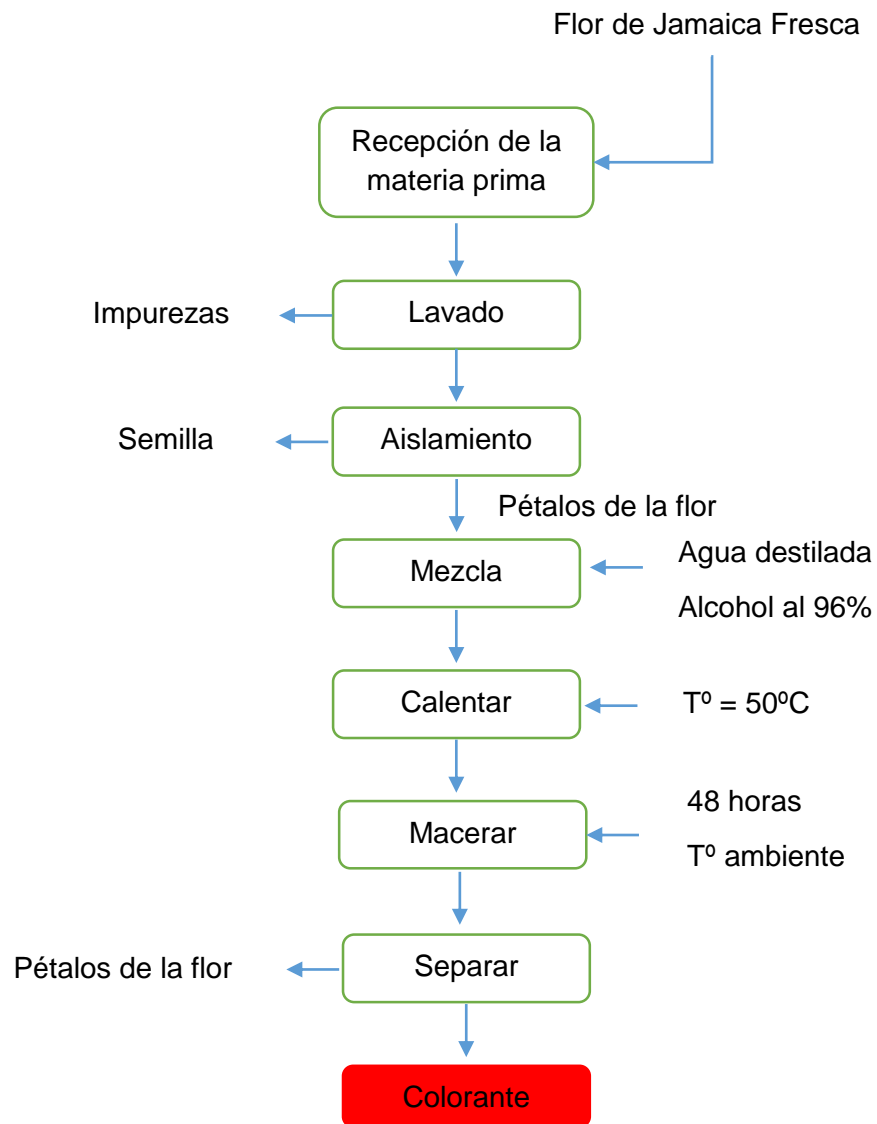 Flor de Jamaica Fresca
Recepción de la
materia prima
Impurezas
Lavado
Semilla
Aislamiento
Pétalos de la flor
Mezcla
Agua destilada
Alcohol al 96%
Calentar
Tº = 50ºC
48 horas
Macerar
Tº ambiente
Pétalos de la flor
Separar
Colorante